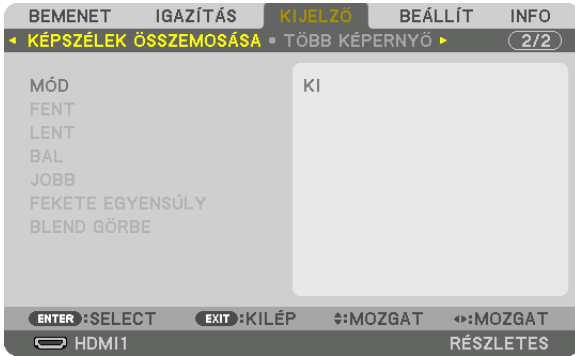 BEMENET IGAZÍTÁS KIJELZŐ BEÁLLÍT INFO
◂ KÉPSZÉLEK ÖSSZEMOSÁSA • TÖBB KÉPERNYŐ ▸ 2/2
MÓD KI
FENT
LENT
BAL
JOBB
FEKETE EGYENSÚLY
BLEND GÖRBE
ENTER:SELECT EXIT:KILÉP ♦:MOZGAT ◂▸:MOZGAT
HDMI1 RÉSZLETES